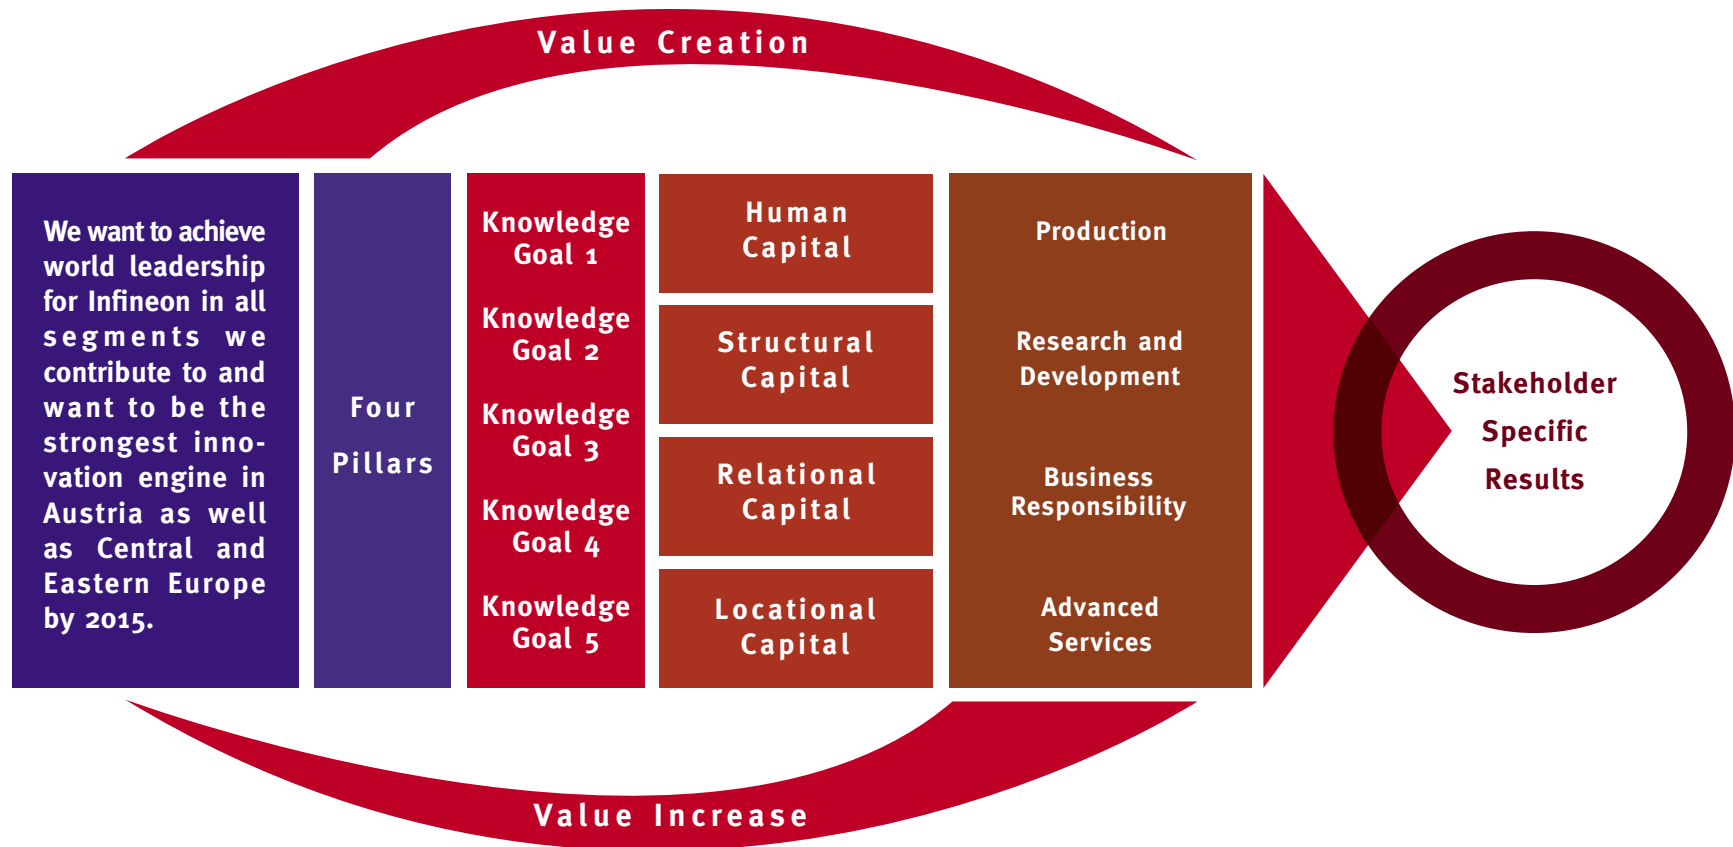 Value Creation
We want to achieve
world leadership
for Infineon in all
segments we
contribute to and
want to be the
strongest inno-
vation engine in
Austria as well
as Central and
Eastern Europe
by 2015.
Four
Pillars
Knowledge
Goal 1
Knowledge
Goal 2
Knowledge
Goal 3
Knowledge
Goal 4
Knowledge
Goal 5
Human
Capital
Structural
Capital
Relational
Capital
Locational
Capital
Production
Research and
Development
Business
Responsibility
Advanced
Services
Stakeholder
Specific
Results
Value Increase